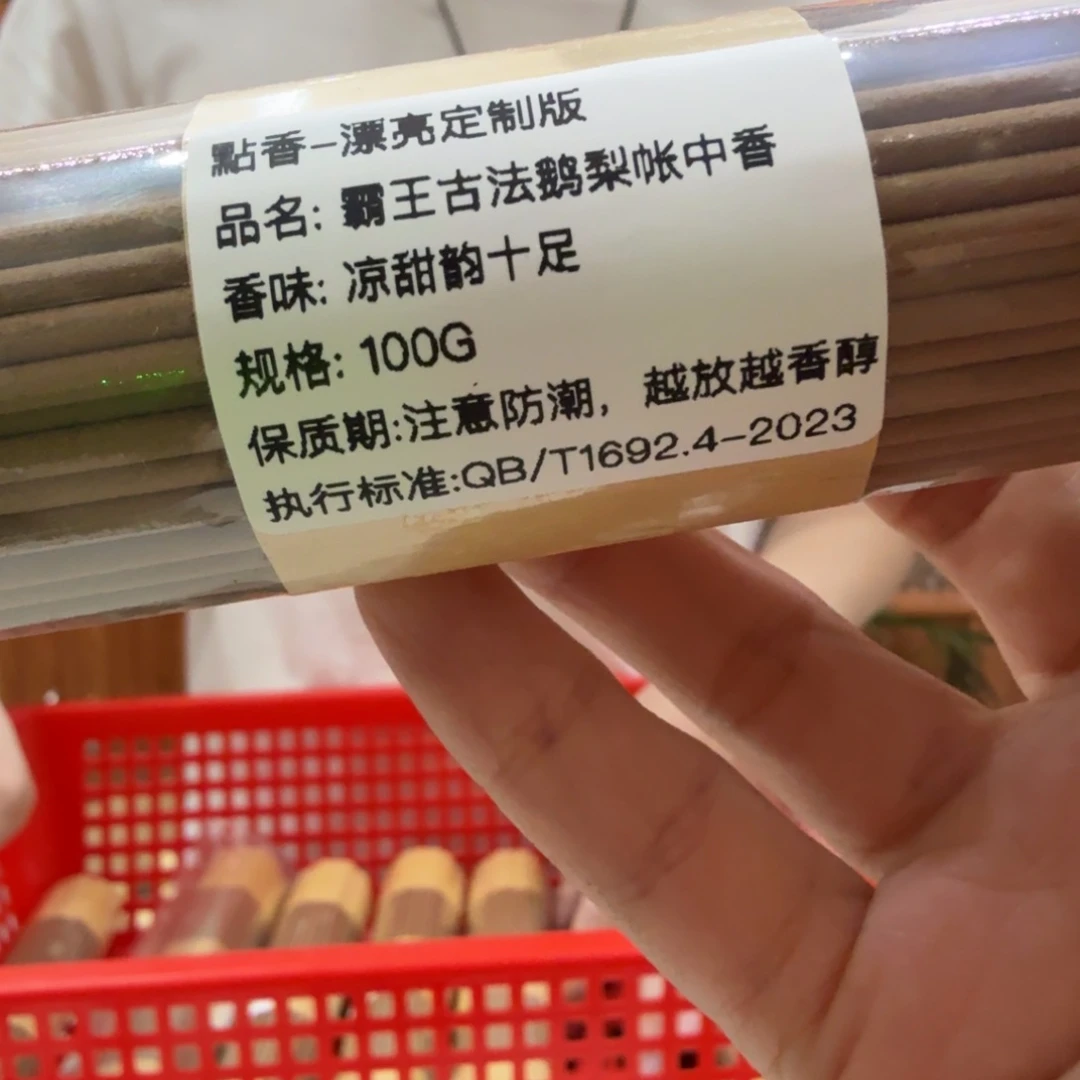 點香-漂亮定制版
品名: 霸王古法鹅梨帐中香
香味: 凉甜韵十足
规格: 100G
保质期:注意防潮，越放越香醇
执行标准:QB/T1692.4-2023